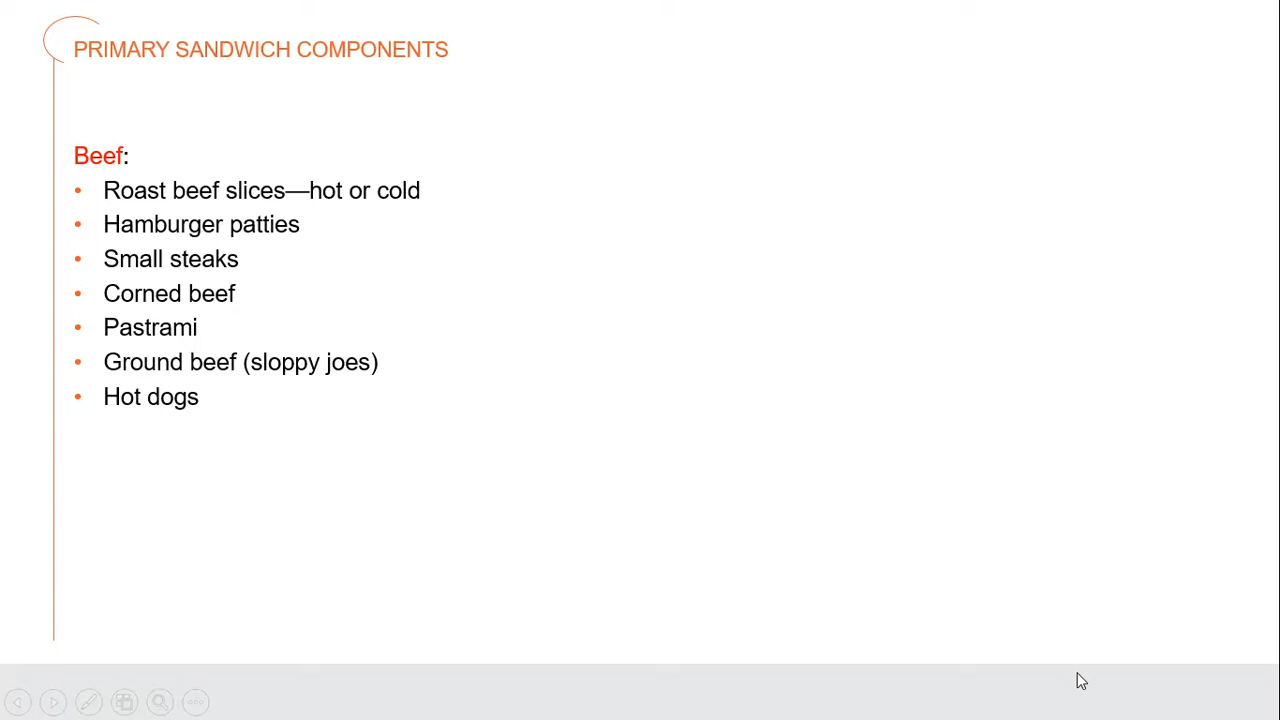 PRIMARY SANDWICH COMPONENTS
Beef:
• Roast beef slices—hot or cold
• Hamburger patties
• Small steaks
• Corned beef
• Pastrami
• Ground beef (sloppy joes)
• Hot dogs